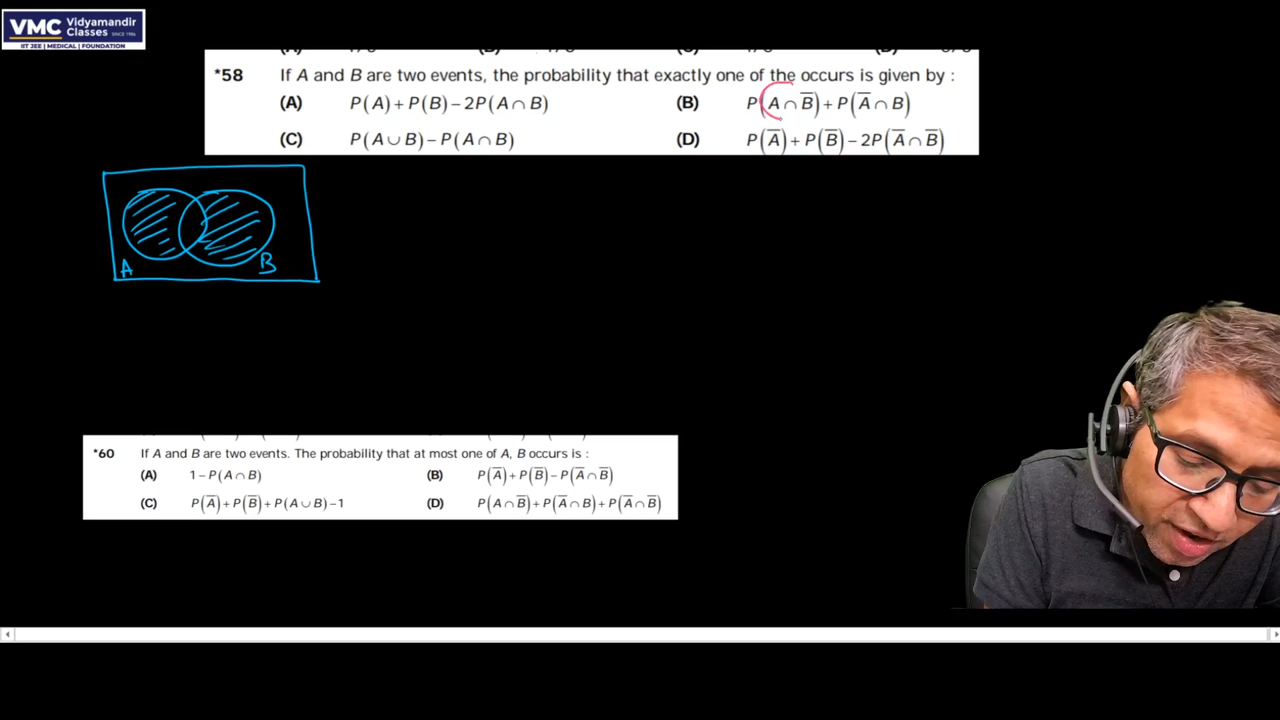 VMC Vidyamandir Classes
SINCE 1986
IIT JEE | MEDICAL | FOUNDATION
*58 If A and B are two events, the probability that exactly one of the occurs is given by :
(A) P(A)+P(B)−2P(A∩B) (B) P(A∩B̅)+P(A̅∩B)
(C) P(A∪B)−P(A∩B) (D) P(A̅)+P(B̅)−2P(A̅∩B̅)
A B
*60 If A and B are two events. The probability that at most one of A, B occurs is :
(A) 1−P(A∩B) (B) P(A̅)+P(B̅)−P(A̅∩B̅)
(C) P(A̅)+P(B̅)+P(A∪B)−1 (D) P(A∩B̅)+P(A̅∩B)+P(A̅∩B̅)